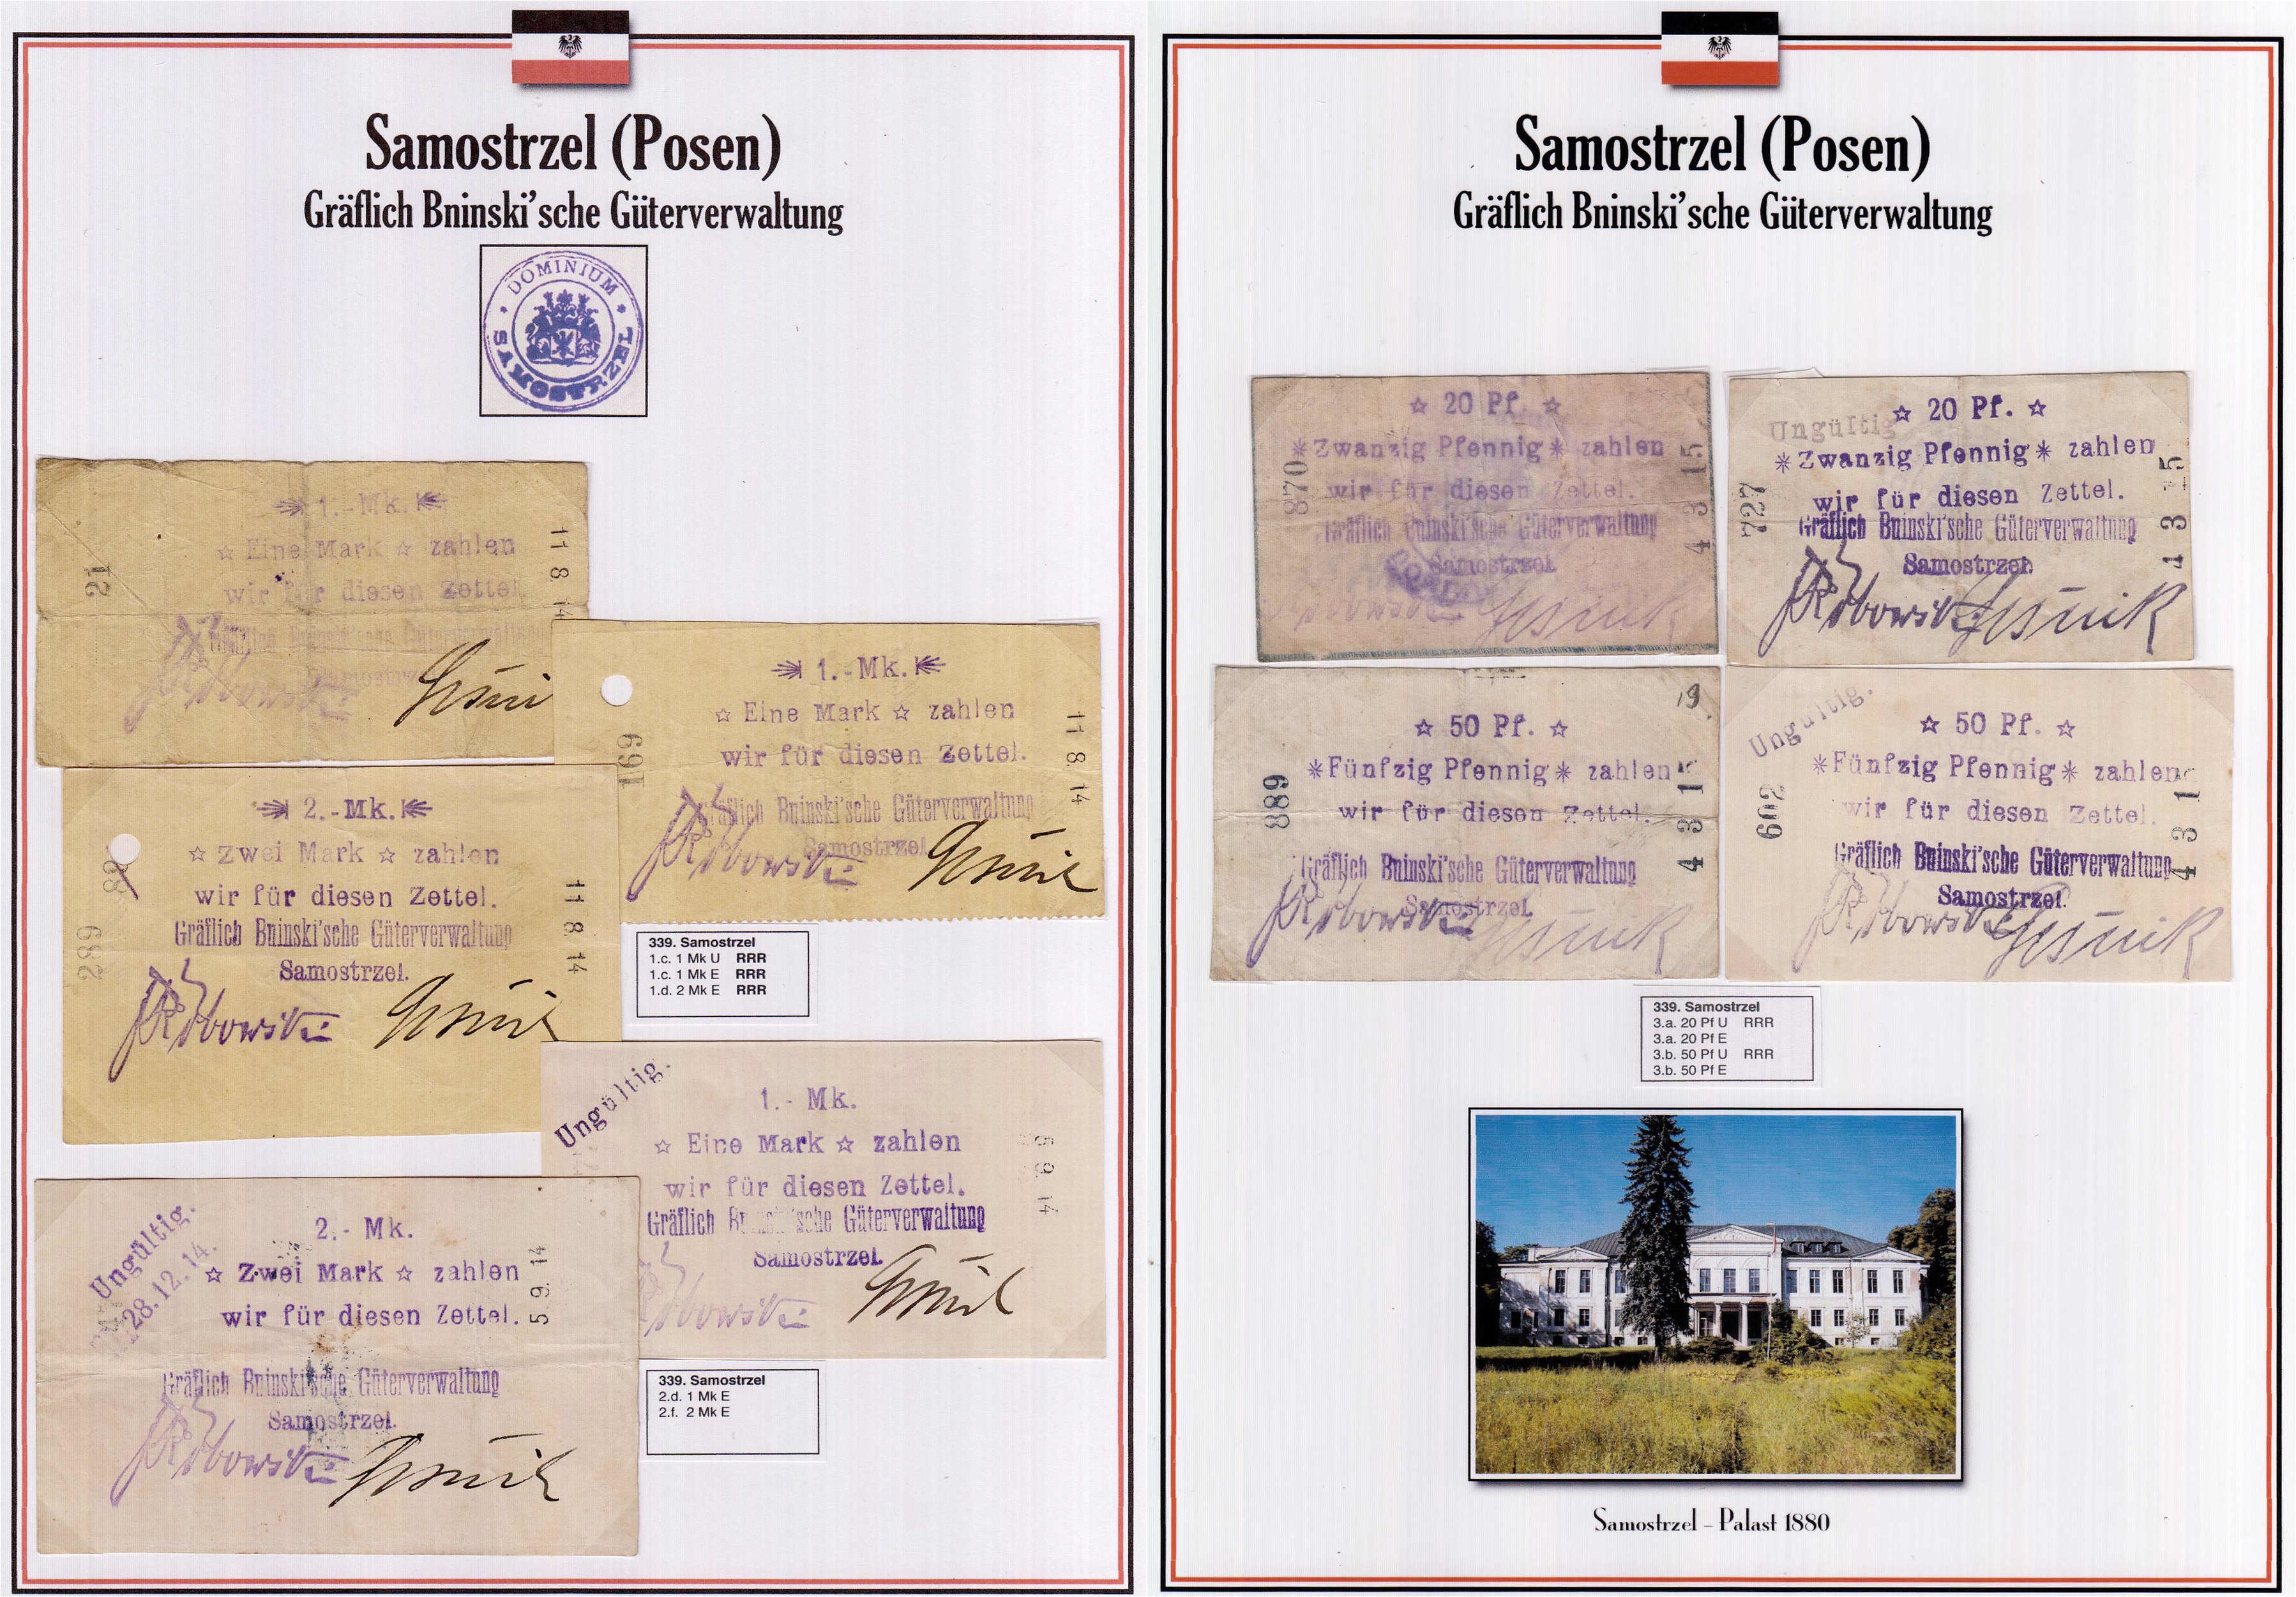 Samostrzel (Posen)
Gräflich Bninski'sche Güterverwaltung
DOMINIUM
SAMOSTRZEL
21
1.-Mk.
Eine Mark ☆ zahlen
wir für diesen Zettel
11 8 14
169
1.-Mk.
☆ Eine Mark ☆ zahlen
wir für diesen Zettel.
Gräflich Bninski'sche Güterverwaltung
Samostrzel.
11 8 14
289
2.-Mk.
☆ Zwei Mark ☆ zahlen
wir für diesen Zettel.
Gräflich Bninski'sche Güterverwaltung
Samostrzel.
11 8 14
339. Samostrzel
1.c. 1 Mk U RRR
1.c. 1 Mk E RRR
1.d. 2 Mk E RRR
Ungültig.
1.- Mk.
☆ Eine Mark ☆ zahlen
wir für diesen Zettel.
Gräflich Bninski'sche Güterverwaltung
Samostrzel.
5 9 14
Ungültig.
28.12.14.
2.- Mk.
☆ Zwei Mark ☆ zahlen
wir für diesen Zettel.
Gräflich Bninski'sche Güterverwaltung
Samostrzel.
5 9 14
339. Samostrzel
2.d. 1 Mk E
2.f. 2 Mk E
Samostrzel (Posen)
Gräflich Bninski'sche Güterverwaltung
870
☆ 20 Pf. ☆
✳Zwanzig Pfennig✳ zahlen
wir für diesen Zettel.
Gräflich Bninski'sche Güterverwaltung
Samostrzel.
4 3 15
727
Ungültig
☆ 20 Pf. ☆
✳Zwanzig Pfennig✳ zahlen
wir für diesen Zettel.
Gräflich Bninski'sche Güterverwaltung
Samostrzel.
4 3 15
889
19.
☆ 50 Pf. ☆
✳Fünfzig Pfennig✳ zahlen
wir für diesen Zettel.
Gräflich Bninski'sche Güterverwaltung
Samostrzel.
4 3 15
602
Ungültig.
☆ 50 Pf. ☆
✳Fünfzig Pfennig✳ zahlen
wir für diesen Zettel.
Gräflich Bninski'sche Güterverwaltung
Samostrzel.
4 3 1
339. Samostrzel
3.a. 20 Pf U RRR
3.a. 20 Pf E
3.b. 50 Pf U RRR
3.b. 50 Pf E
Samostrzel – Palast 1880